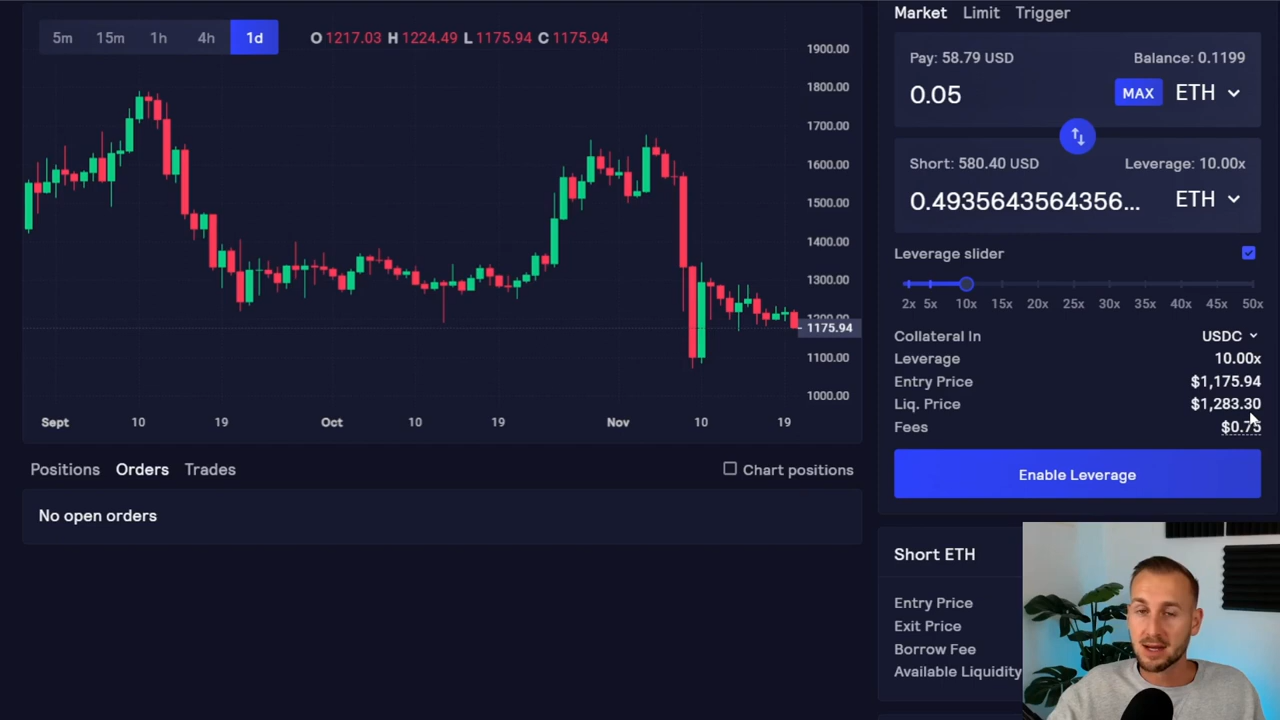 5m 15m 1h 4h 1d O 1217.03 H 1224.49 L 1175.94 C 1175.94
1900.00
1800.00
1700.00
1600.00
1500.00
1400.00
1300.00
1200.00
1175.94
1100.00
1000.00
Sept 10 19 Oct 10 19 Nov 10 19
Positions Orders Trades Chart positions
No open orders
Market Limit Trigger
Pay: 58.79 USD Balance: 0.1199
0.05 MAX ETH
Short: 580.40 USD Leverage: 10.00x
0.4935643564356... ETH
Leverage slider
2x 5x 10x 15x 20x 25x 30x 35x 40x 45x 50x
Collateral In USDC
Leverage 10.00x
Entry Price $1,175.94
Liq. Price $1,283.30
Fees $0.75
Enable Leverage
Short ETH
Entry Price
Exit Price
Borrow Fee
Available Liquidity